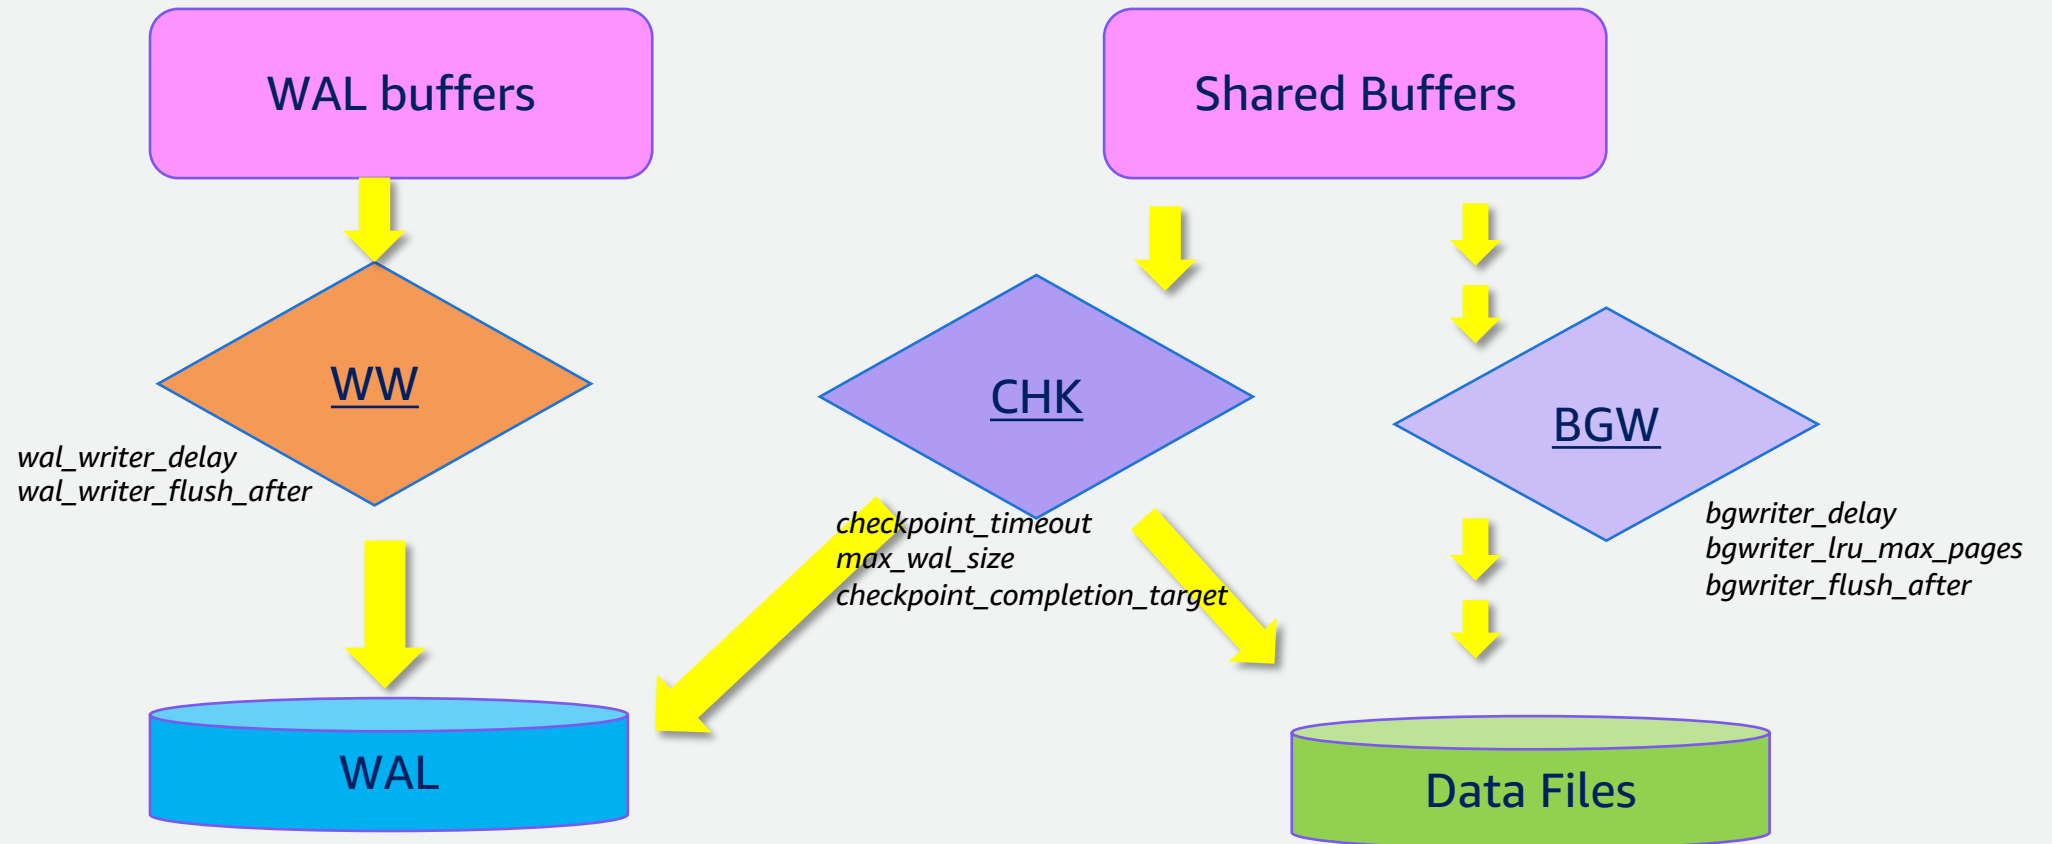 WAL buffers
Shared Buffers
WW
CHK
BGW
wal_writer_delay
wal_writer_flush_after
checkpoint_timeout
max_wal_size
checkpoint_completion_target
bgwriter_delay
bgwriter_lru_max_pages
bgwriter_flush_after
WAL
Data Files